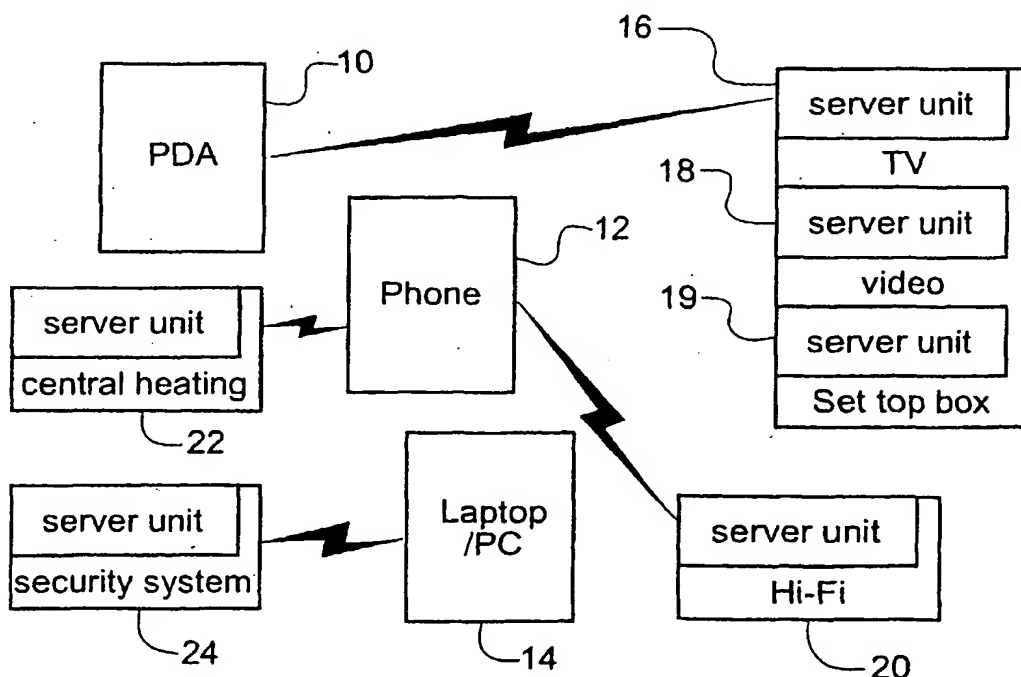 16
10
server unit
PDA
TV
18
server unit
12
Phone
video
19
server unit
server unit
central heating
Set top box
22
server unit
Laptop
/PC
server unit
security system
Hi-Fi
24
14
20